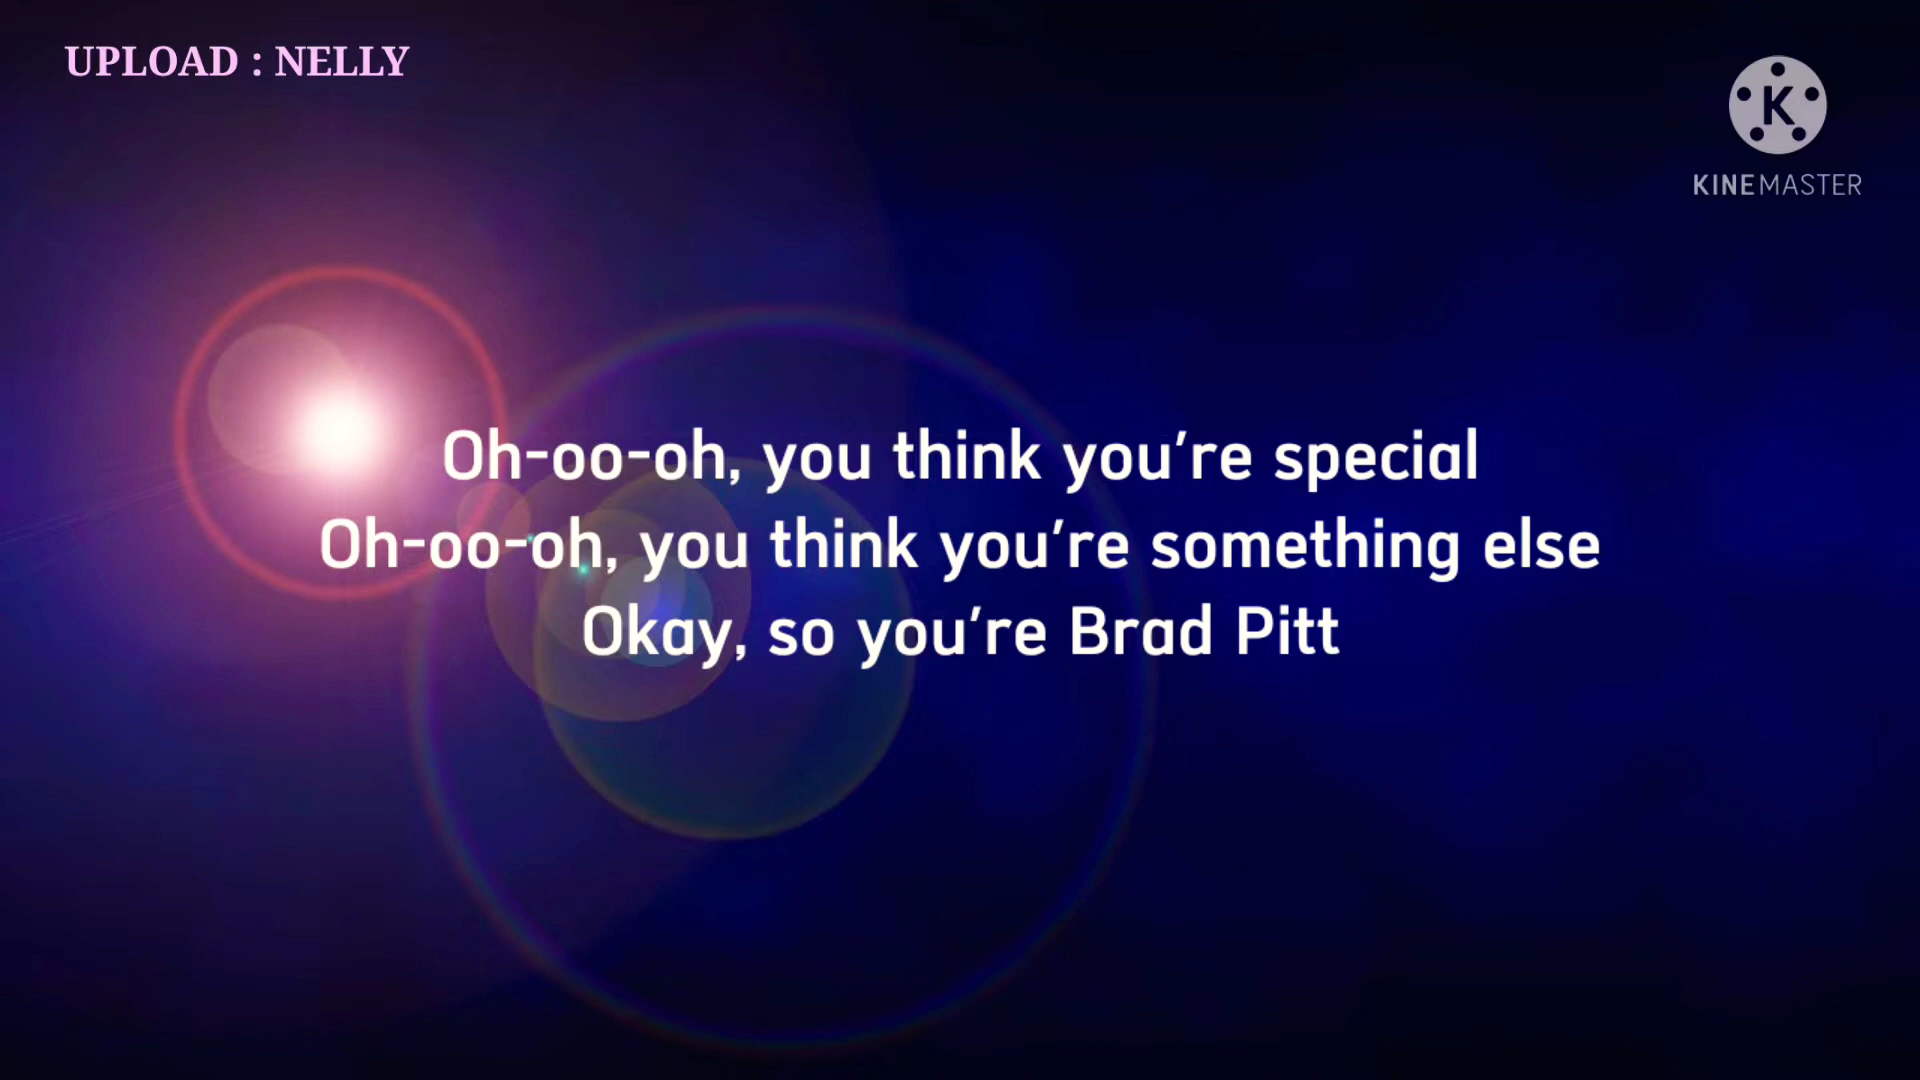 UPLOAD : NELLY
K
KINEMASTER
Oh-oo-oh, you think you're special
Oh-oo-oh, you think you're something else
Okay, so you're Brad Pitt